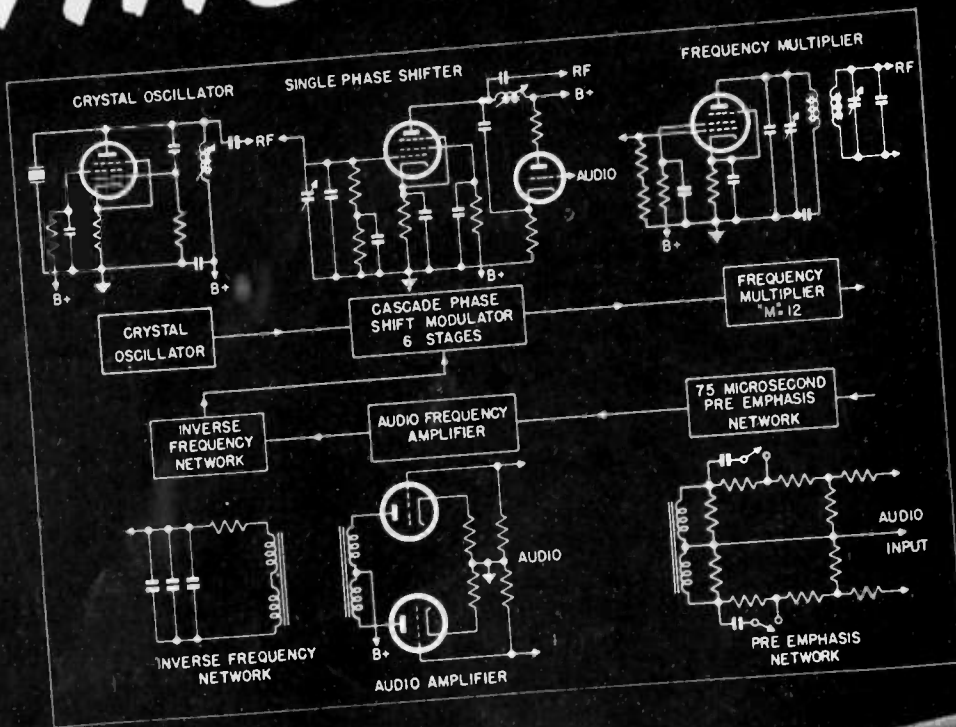 CRYSTAL OSCILLATOR
SINGLE PHASE SHIFTER
FREQUENCY MULTIPLIER
RF
RF
B+
RF
AUDIO
B+
B+
B+
B+
CRYSTAL
OSCILLATOR
CASCADE PHASE
SHIFT MODULATOR
6 STAGES
FREQUENCY
MULTIPLIER
"M"=12
INVERSE
FREQUENCY
NETWORK
AUDIO FREQUENCY
AMPLIFIER
75 MICROSECOND
PRE EMPHASIS
NETWORK
AUDIO
AUDIO
INPUT
B+
INVERSE FREQUENCY
NETWORK
AUDIO AMPLIFIER
PRE EMPHASIS
NETWORK